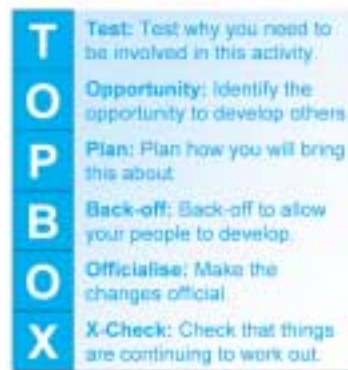 T
Test: Test why you need to
be involved in this activity.
O
Opportunity: Identify the
opportunity to develop others
P
Plan: Plan how you will bring
this about
B
Back-off: Back-off to allow
your people to develop.
O
Officialise: Make the
changes official
X
X-Check: Check that things
are continuing to work out.